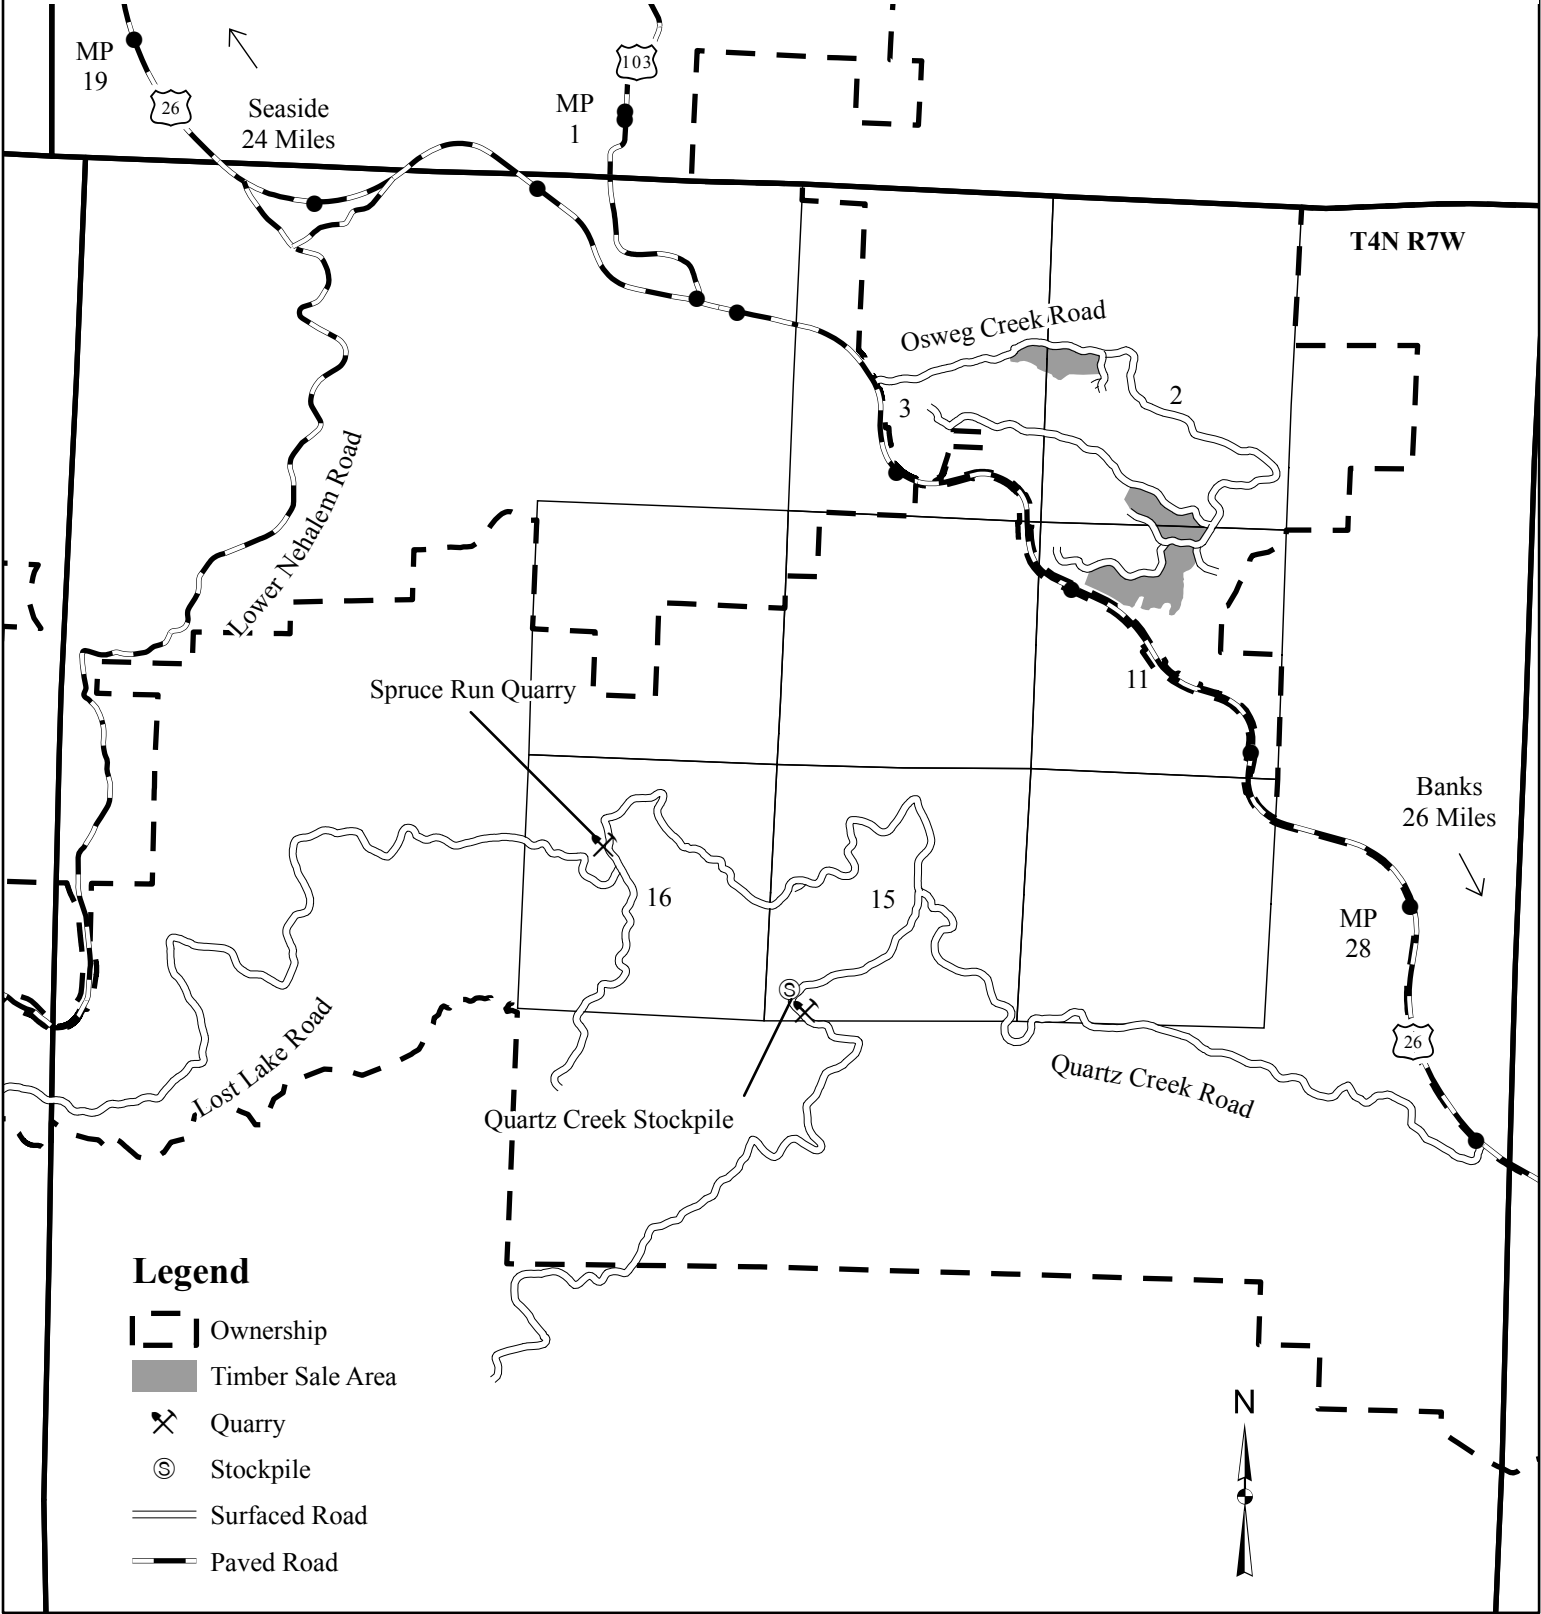 MP
19
26
Seaside
24 Miles
103
MP
1
T4N R7W
Osweg Creek Road
2
3
Lower Nehalem Road
Spruce Run Quarry
11
Banks
26 Miles
16
15
MP
28
S
26
Lost Lake Road
Quartz Creek Road
Quartz Creek Stockpile
Legend
Ownership
Timber Sale Area
Quarry
S Stockpile
Surfaced Road
Paved Road
N